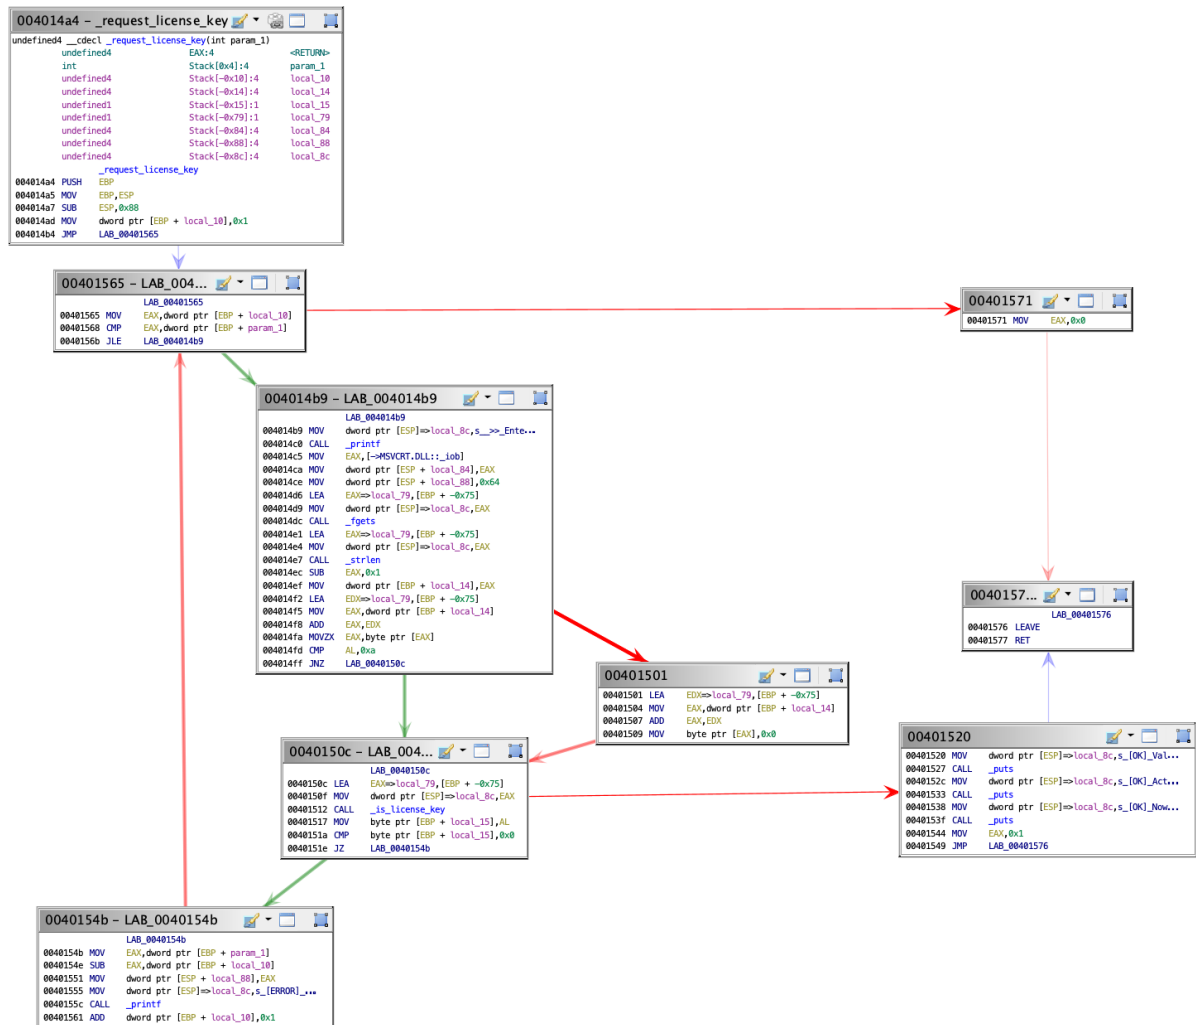 004014a4 – _request_license_key
undefined4 __cdecl _request_license_key(int param_1)
undefined4 EAX:4 <RETURN>
int Stack[0x4]:4 param_1
undefined4 Stack[-0x10]:4 local_10
undefined4 Stack[-0x14]:4 local_14
undefined1 Stack[-0x15]:1 local_15
undefined1 Stack[-0x79]:1 local_79
undefined4 Stack[-0x84]:4 local_84
undefined4 Stack[-0x88]:4 local_88
undefined4 Stack[-0x8c]:4 local_8c
_request_license_key
004014a4 PUSH EBP
004014a5 MOV EBP,ESP
004014a7 SUB ESP,0x88
004014ad MOV dword ptr [EBP + local_10],0x1
004014b4 JMP LAB_00401565
00401565 – LAB_004...
LAB_00401565
00401565 MOV EAX,dword ptr [EBP + local_10]
00401568 CMP EAX,dword ptr [EBP + param_1]
0040156b JLE LAB_004014b9
00401571
00401571 MOV EAX,0x0
004014b9 – LAB_004014b9
LAB_004014b9
004014b9 MOV dword ptr [ESP]=>local_8c,s__>>_Ente...
004014c0 CALL _printf
004014c5 MOV EAX,[->MSVCRT.DLL::_iob]
004014ca MOV dword ptr [ESP + local_84],EAX
004014ce MOV dword ptr [ESP + local_88],0x64
004014d6 LEA EAX=>local_79,[EBP + -0x75]
004014d9 MOV dword ptr [ESP]=>local_8c,EAX
004014dc CALL _fgets
004014e1 LEA EAX=>local_79,[EBP + -0x75]
004014e4 MOV dword ptr [ESP]=>local_8c,EAX
004014e7 CALL _strlen
004014ec SUB EAX,0x1
004014ef MOV dword ptr [EBP + local_14],EAX
004014f2 LEA EDX=>local_79,[EBP + -0x75]
004014f5 MOV EAX,dword ptr [EBP + local_14]
004014f8 ADD EAX,EDX
004014fa MOVZX EAX,byte ptr [EAX]
004014fd CMP AL,0xa
004014ff JNZ LAB_0040150c
0040157...
LAB_00401576
00401576 LEAVE
00401577 RET
00401501
00401501 LEA EDX=>local_79,[EBP + -0x75]
00401504 MOV EAX,dword ptr [EBP + local_14]
00401507 ADD EAX,EDX
00401509 MOV byte ptr [EAX],0x0
0040150c – LAB_004...
LAB_0040150c
0040150c LEA EAX=>local_79,[EBP + -0x75]
0040150f MOV dword ptr [ESP]=>local_8c,EAX
00401512 CALL _is_license_key
00401517 MOV byte ptr [EBP + local_15],AL
0040151a CMP byte ptr [EBP + local_15],0x0
0040151e JZ LAB_0040154b
00401520
00401520 MOV dword ptr [ESP]=>local_8c,s_[OK]_Val...
00401527 CALL _puts
0040152c MOV dword ptr [ESP]=>local_8c,s_[OK]_Act...
00401533 CALL _puts
00401538 MOV dword ptr [ESP]=>local_8c,s_[OK]_Now...
0040153f CALL _puts
00401544 MOV EAX,0x1
00401549 JMP LAB_00401576
0040154b – LAB_0040154b
LAB_0040154b
0040154b MOV EAX,dword ptr [EBP + param_1]
0040154e SUB EAX,dword ptr [EBP + local_10]
00401551 MOV dword ptr [ESP + local_88],EAX
00401555 MOV dword ptr [ESP]=>local_8c,s_[ERROR]_...
0040155c CALL _printf
00401561 ADD dword ptr [EBP + local_10],0x1